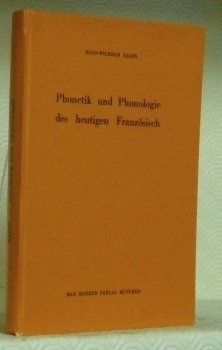 HANS-WILHELM KLEIN
Phonetik und Phonologie
des heutigen Französisch
MAX HUEBER VERLAG MÜNCHEN